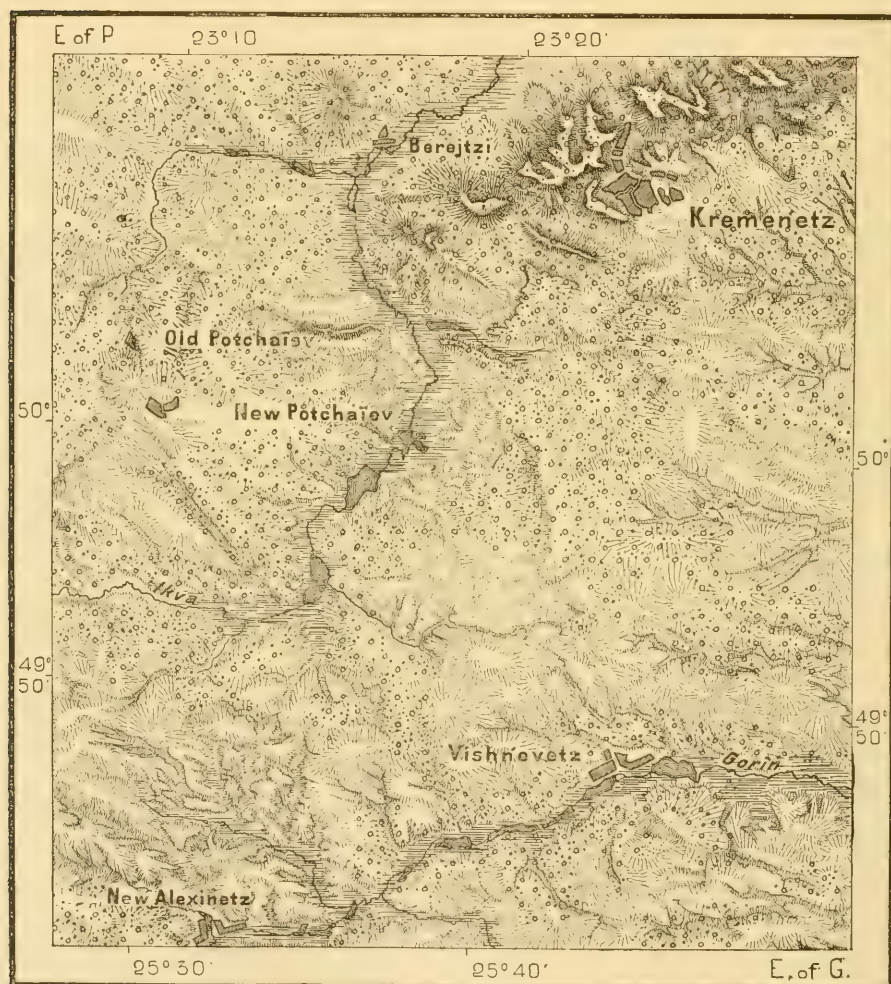 E of P 23°10′ 23°20′
Berejtzi
Kremenetz
Old Potchaiev
New Potchaïov
50° 50°
Ikva
49° 50′
49° 50′
Vishnevetz Gorin
New Alexinetz
25°30′ 25°40′ E. of G.